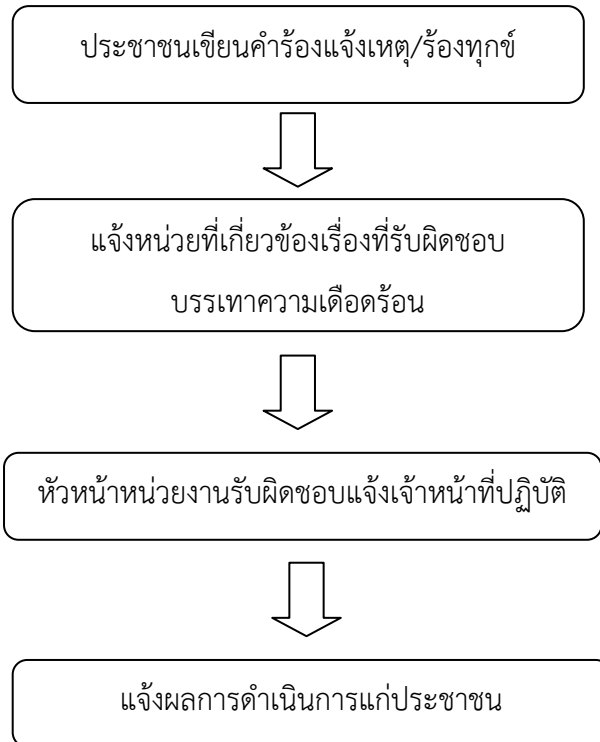 ประชาชนเขียนคำร้องแจ้งเหตุ/ร้องทุกข์
แจ้งหน่วยที่เกี่ยวข้องเรื่องที่รับผิดชอบ
บรรเทาความเดือดร้อน
หัวหน้าหน่วยงานรับผิดชอบแจ้งเจ้าหน้าที่ปฏิบัติ
แจ้งผลการดำเนินการแก่ประชาชน